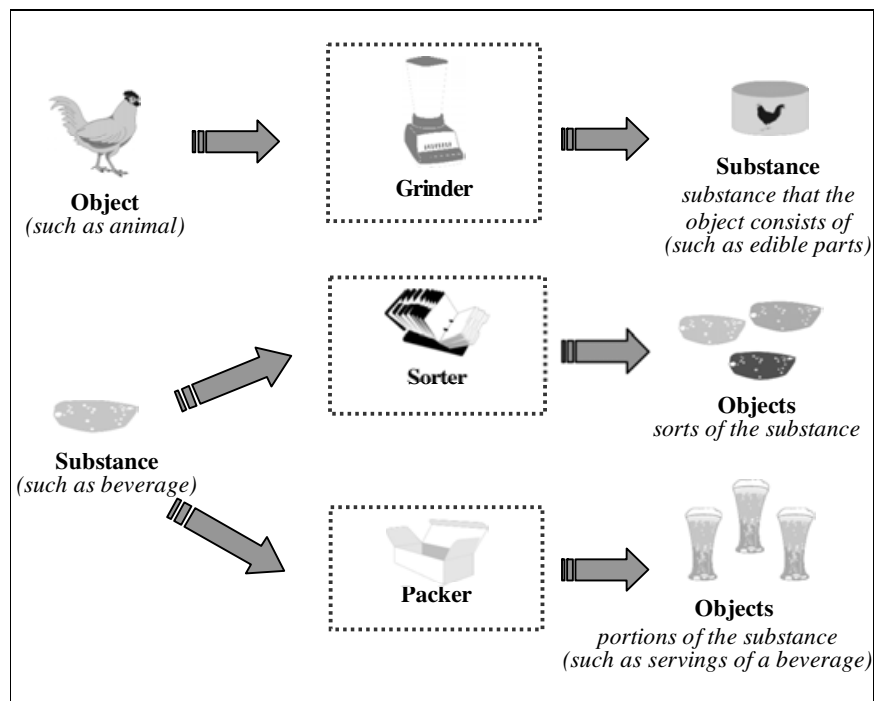 Object
(such as animal)
Grinder
Substance
substance that the
object consists of
(such as edible parts)
Substance
(such as beverage)
Sorter
Objects
sorts of the substance
Packer
Objects
portions of the substance
(such as servings of a beverage)